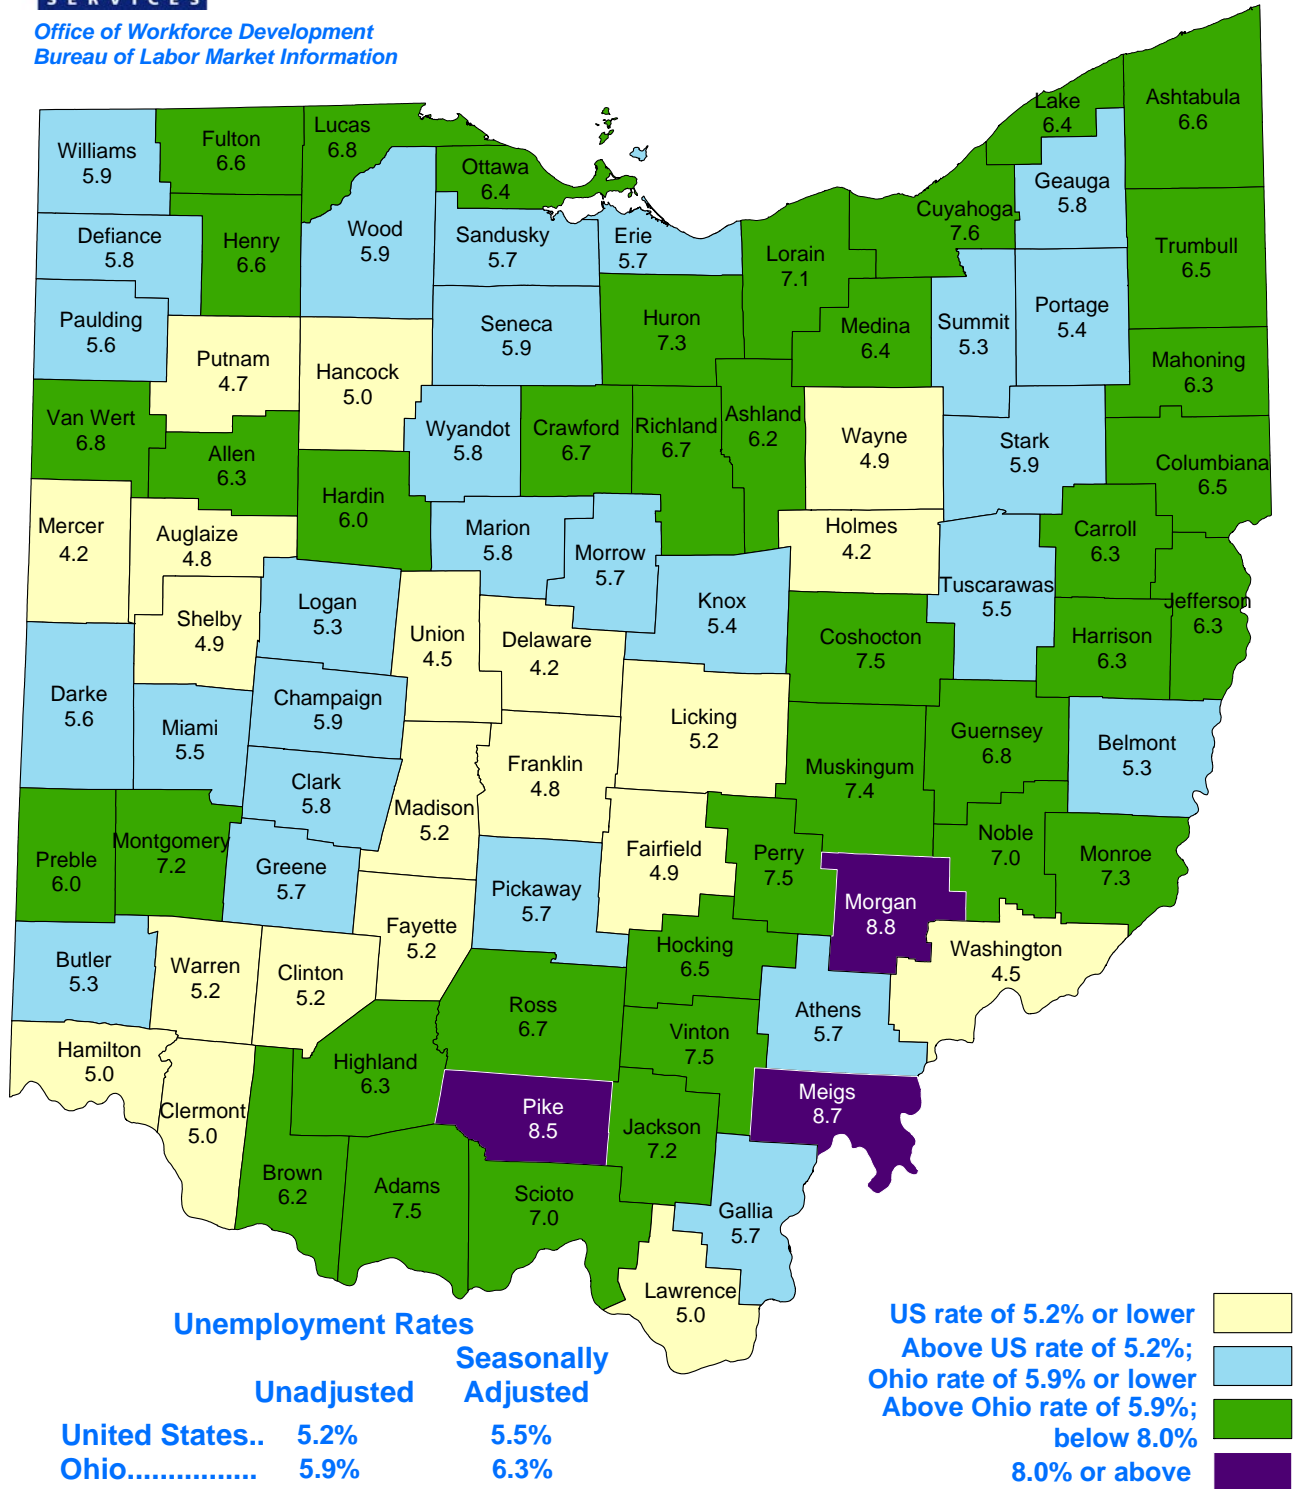 SERVICES
Office of Workforce Development
Bureau of Labor Market Information
Williams
5.9
Fulton
6.6
Lucas
6.8
Ottawa
6.4
Lake
6.4
Ashtabula
6.6
Geauga
5.8
Cuyahoga
7.6
Defiance
5.8
Henry
6.6
Wood
5.9
Sandusky
5.7
Erie
5.7
Lorain
7.1
Trumbull
6.5
Paulding
5.6
Putnam
4.7
Hancock
5.0
Seneca
5.9
Huron
7.3
Medina
6.4
Summit
5.3
Portage
5.4
Mahoning
6.3
Van Wert
6.8
Allen
6.3
Wyandot
5.8
Crawford
6.7
Richland
6.7
Ashland
6.2
Wayne
4.9
Stark
5.9
Columbiana
6.5
Mercer
4.2
Auglaize
4.8
Hardin
6.0
Marion
5.8
Morrow
5.7
Holmes
4.2
Carroll
6.3
Tuscarawas
5.5
Jefferson
6.3
Shelby
4.9
Logan
5.3
Union
4.5
Delaware
4.2
Knox
5.4
Coshocton
7.5
Harrison
6.3
Darke
5.6
Miami
5.5
Champaign
5.9
Licking
5.2
Guernsey
6.8
Belmont
5.3
Clark
5.8
Madison
5.2
Franklin
4.8
Muskingum
7.4
Preble
6.0
Montgomery
7.2
Greene
5.7
Pickaway
5.7
Fairfield
4.9
Perry
7.5
Morgan
8.8
Noble
7.0
Monroe
7.3
Butler
5.3
Warren
5.2
Clinton
5.2
Fayette
5.2
Hocking
6.5
Washington
4.5
Ross
6.7
Athens
5.7
Vinton
7.5
Hamilton
5.0
Clermont
5.0
Highland
6.3
Pike
8.5
Jackson
7.2
Meigs
8.7
Brown
6.2
Adams
7.5
Scioto
7.0
Gallia
5.7
Lawrence
5.0
Unemployment Rates
Seasonally
Unadjusted Adjusted
United States.. 5.2% 5.5%
Ohio................ 5.9% 6.3%
US rate of 5.2% or lower
Above US rate of 5.2%;
Ohio rate of 5.9% or lower
Above Ohio rate of 5.9%;
below 8.0%
8.0% or above